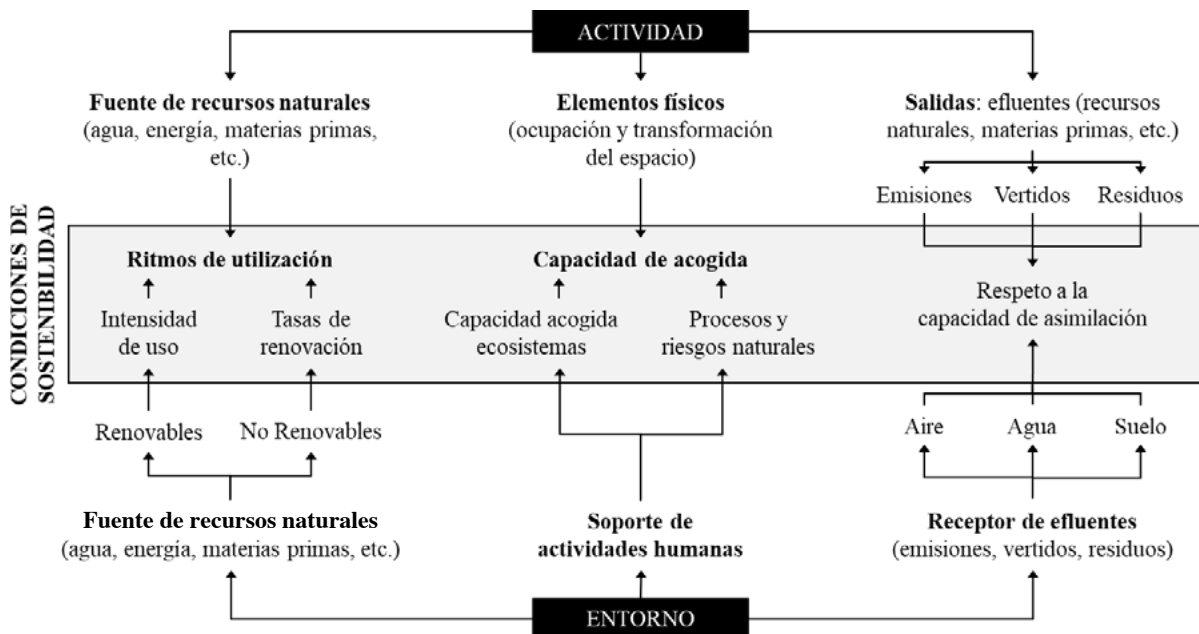 ACTIVIDAD
Fuente de recursos naturales
(agua, energía, materias primas,
etc.)
Elementos físicos
(ocupación y transformación
del espacio)
Salidas: efluentes (recursos
naturales, materias primas, etc.)
Emisiones
Vertidos
Residuos
CONDICIONES DE
SOSTENIBILIDAD
Ritmos de utilización
Intensidad
de uso
Tasas de
renovación
Capacidad de acogida
Capacidad acogida
ecosistemas
Procesos y
riesgos naturales
Respeto a la
capacidad de asimilación
Renovables
No Renovables
Aire
Agua
Suelo
Fuente de recursos naturales
(agua, energía, materias primas, etc.)
Soporte de
actividades humanas
Receptor de efluentes
(emisiones, vertidos, residuos)
ENTORNO